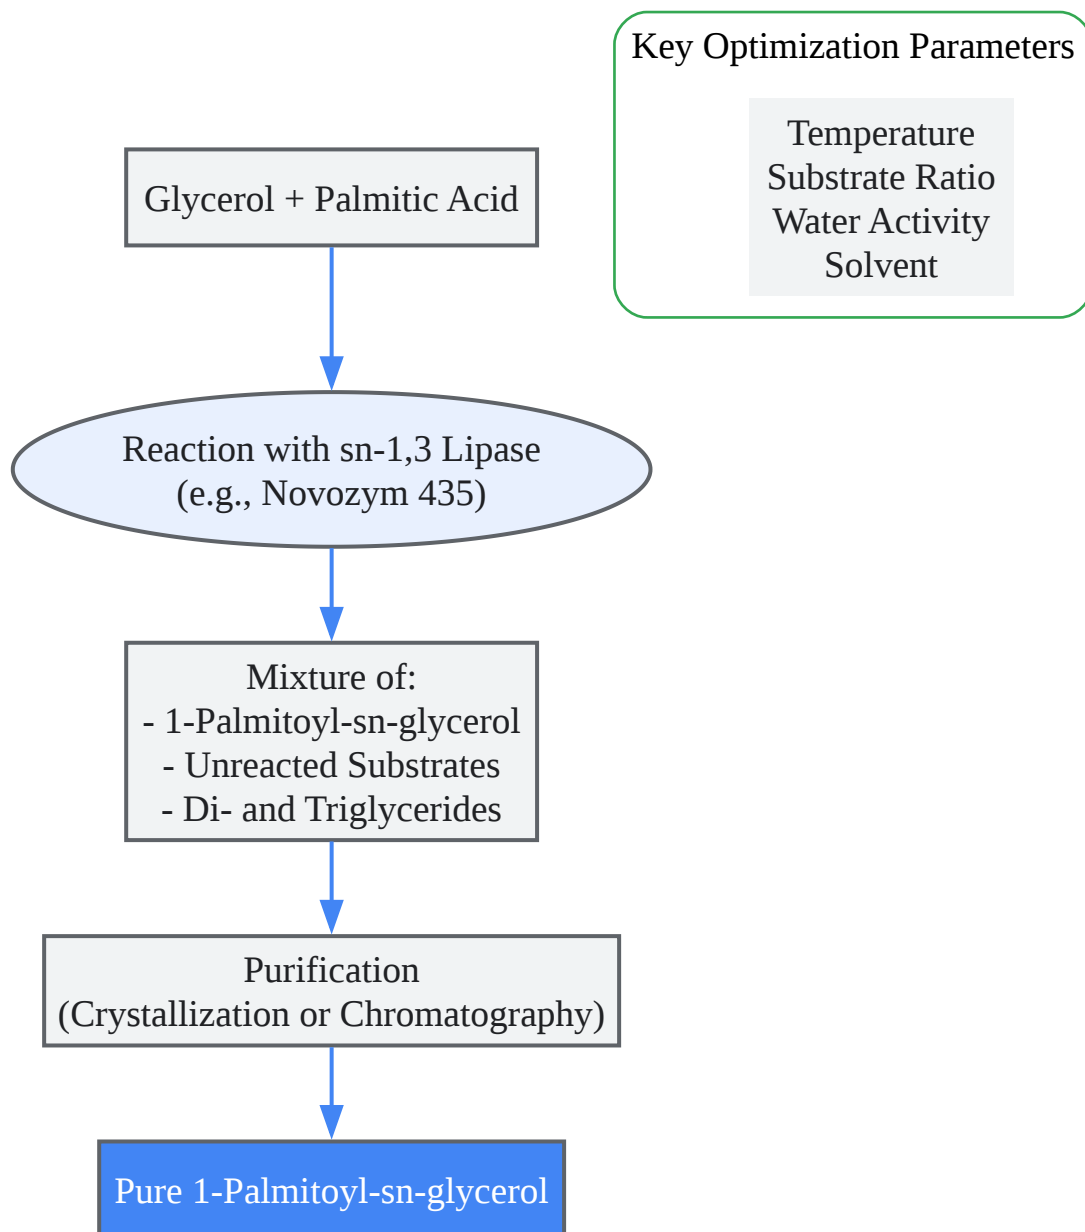 Key Optimization Parameters
Temperature
Substrate Ratio
Water Activity
Solvent
Glycerol + Palmitic Acid
Reaction with sn-1,3 Lipase
(e.g., Novozym 435)
Mixture of:
- 1-Palmitoyl-sn-glycerol
- Unreacted Substrates
- Di- and Triglycerides
Purification
(Crystallization or Chromatography)
Pure 1-Palmitoyl-sn-glycerol